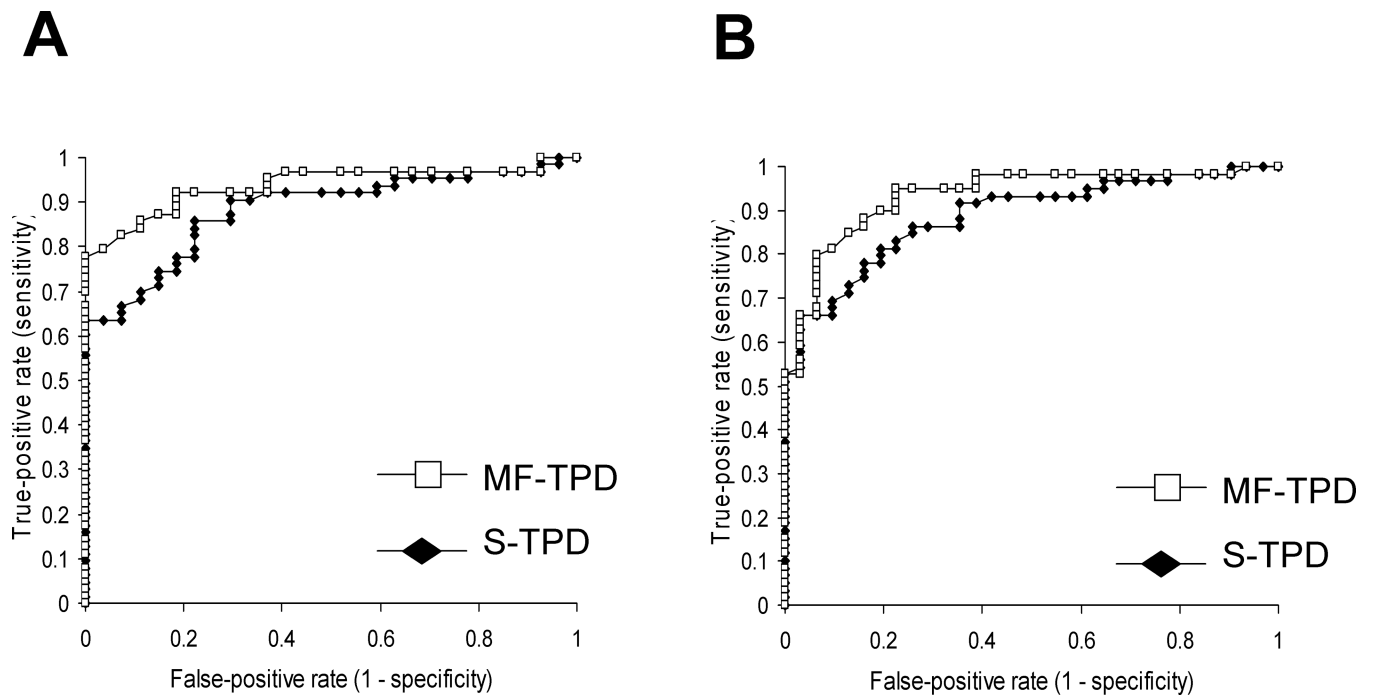 A
1
0.9
0.8
0.7
0.6
0.5
0.4
0.3
0.2
0.1
0
0 0.2 0.4 0.6 0.8 1
True-positive rate (sensitivity)
False-positive rate (1 - specificity)
MF-TPD
S-TPD
B
1
0.9
0.8
0.7
0.6
0.5
0.4
0.3
0.2
0.1
0
0 0.2 0.4 0.6 0.8 1
True-positive rate (sensitivity)
False-positive rate (1 - specificity)
MF-TPD
S-TPD